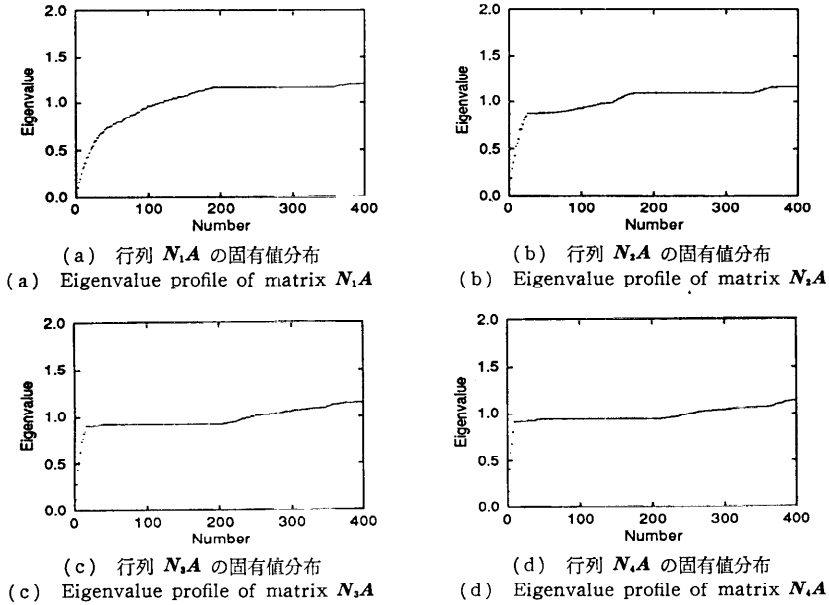 2.0
1.5
1.0
0.5
0.0
Eigenvalue
0 100 200 300 400
Number
(a) 行列 N₁A の固有値分布
(a) Eigenvalue profile of matrix N₁A
2.0
1.5
1.0
0.5
0.0
Eigenvalue
0 100 200 300 400
Number
(b) 行列 N₂A の固有値分布
(b) Eigenvalue profile of matrix N₂A
2.0
1.5
1.0
0.5
0.0
Eigenvalue
0 100 200 300 400
Number
(c) 行列 N₃A の固有値分布
(c) Eigenvalue profile of matrix N₃A
2.0
1.5
1.0
0.5
0.0
Eigenvalue
0 100 200 300 400
Number
(d) 行列 N₄A の固有値分布
(d) Eigenvalue profile of matrix N₄A